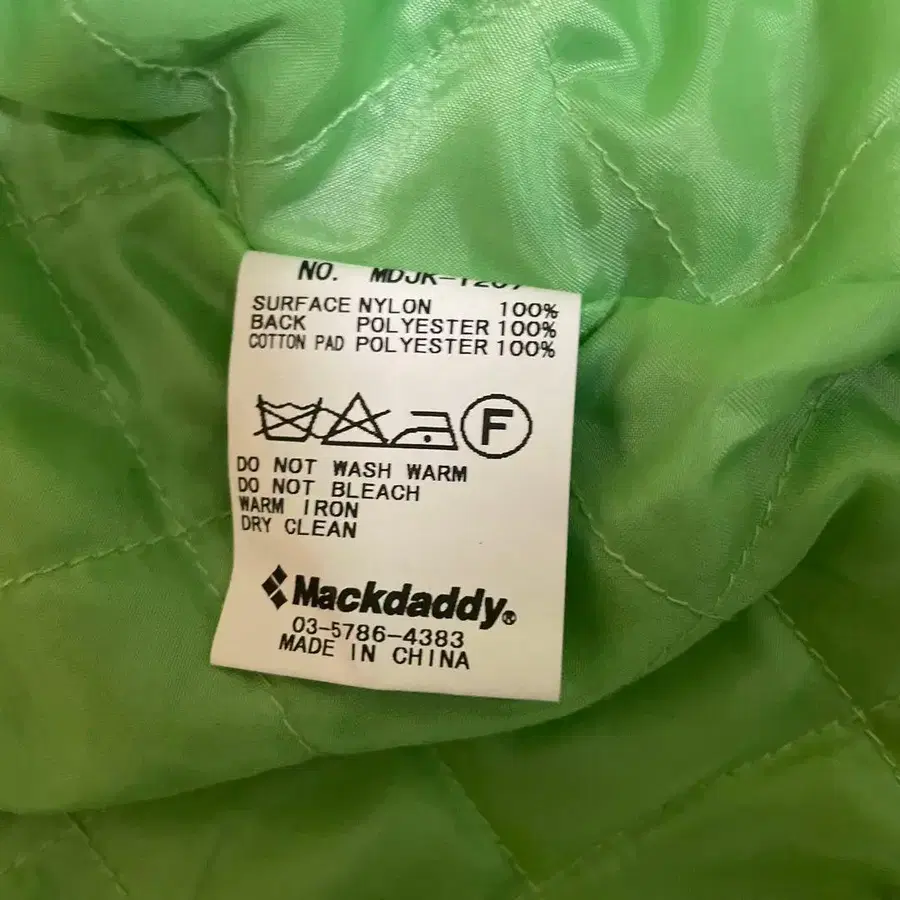 NO.
SURFACE NYLON 100%
BACK POLYESTER 100%
COTTON PAD POLYESTER 100%
F
DO NOT WASH WARM
DO NOT BLEACH
WARM IRON
DRY CLEAN
Mackdaddy®
03-5786-4383
MADE IN CHINA